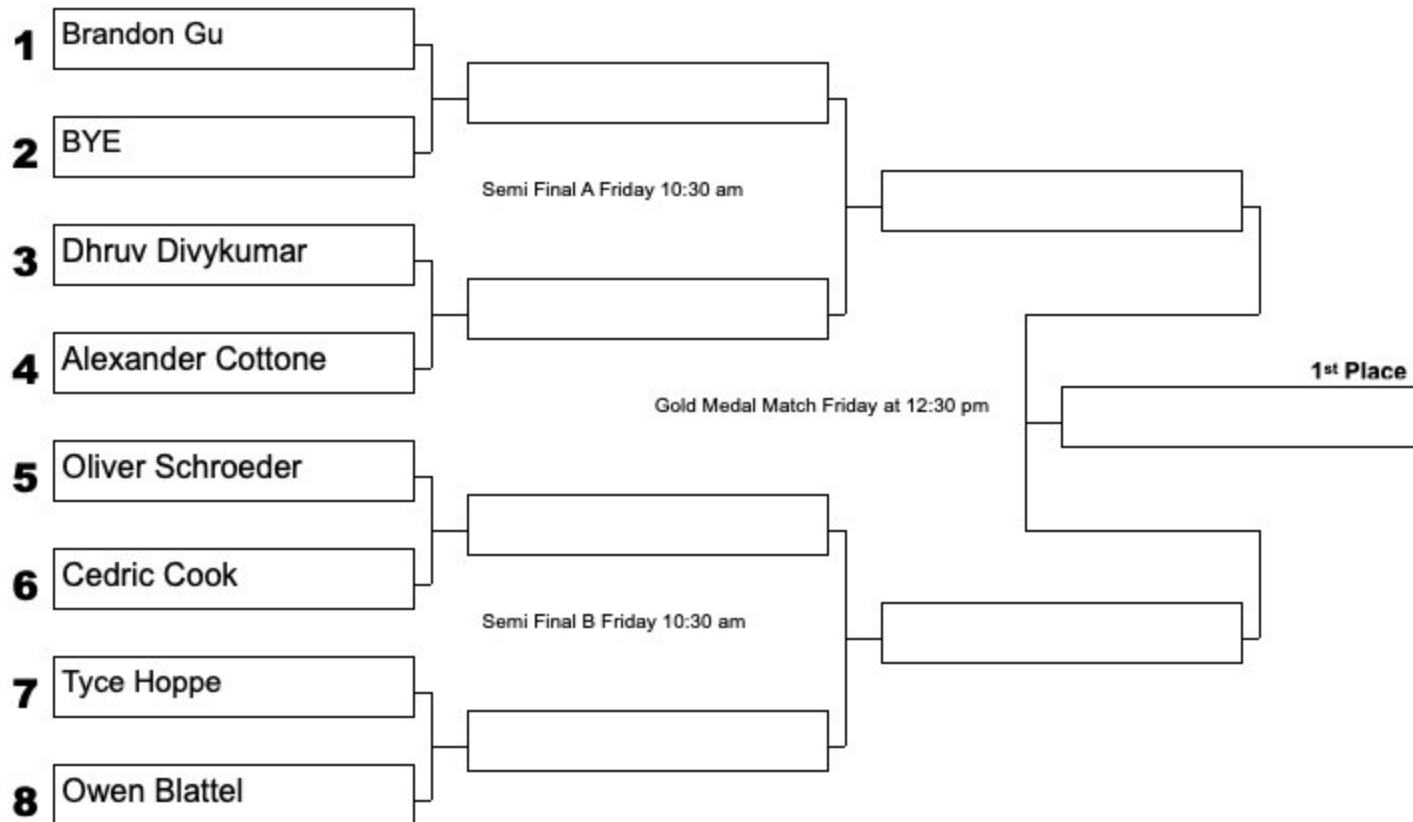 1 Brandon Gu
2 BYE
Semi Final A Friday 10:30 am
3 Dhruv Divykumar
4 Alexander Cottone
1st Place
Gold Medal Match Friday at 12:30 pm
5 Oliver Schroeder
6 Cedric Cook
Semi Final B Friday 10:30 am
7 Tyce Hoppe
8 Owen Blattel